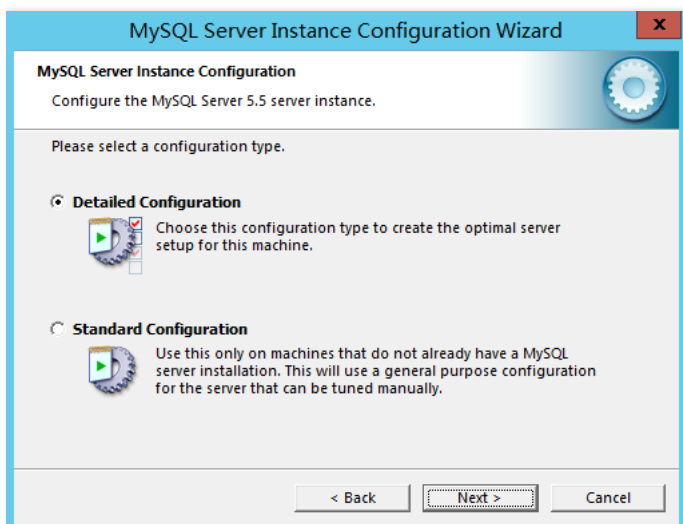 MySQL Server Instance Configuration Wizard
x
MySQL Server Instance Configuration
Configure the MySQL Server 5.5 server instance.
Please select a configuration type.
Detailed Configuration
Choose this configuration type to create the optimal server
setup for this machine.
Standard Configuration
Use this only on machines that do not already have a MySQL
server installation. This will use a general purpose configuration
for the server that can be tuned manually.
< Back
Next >
Cancel